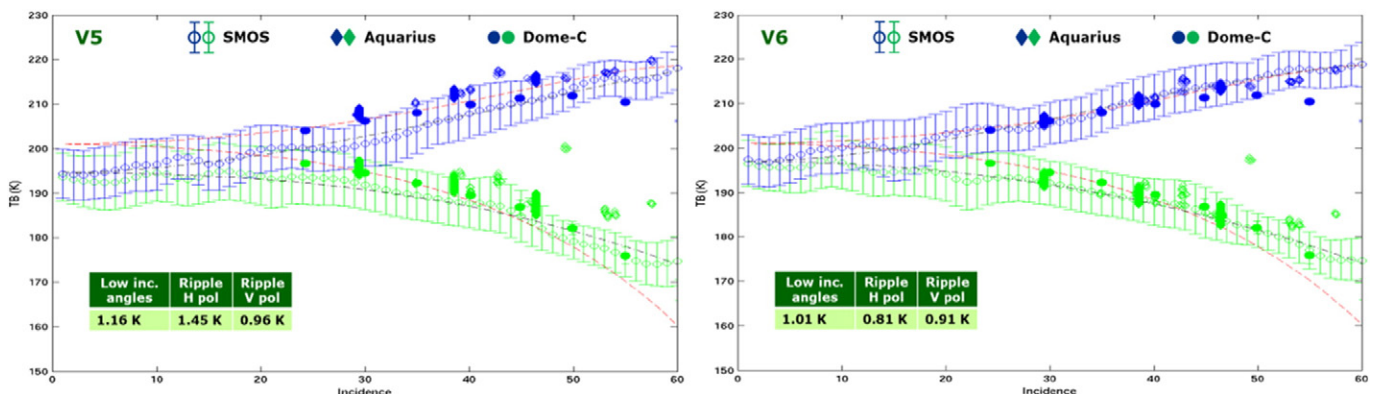 V5 SMOS Aquarius Dome-C
230
220
210
200
190
180
170
160
150
TB(K)
0 10 20 30 40 50 60
Incidence
Low inc. angles Ripple H pol Ripple V pol
1.16 K 1.45 K 0.96 K
V6 SMOS Aquarius Dome-C
230
220
210
200
190
180
170
160
150
TB(K)
0 10 20 30 40 50 60
Incidence
Low inc. angles Ripple H pol Ripple V pol
1.01 K 0.81 K 0.91 K